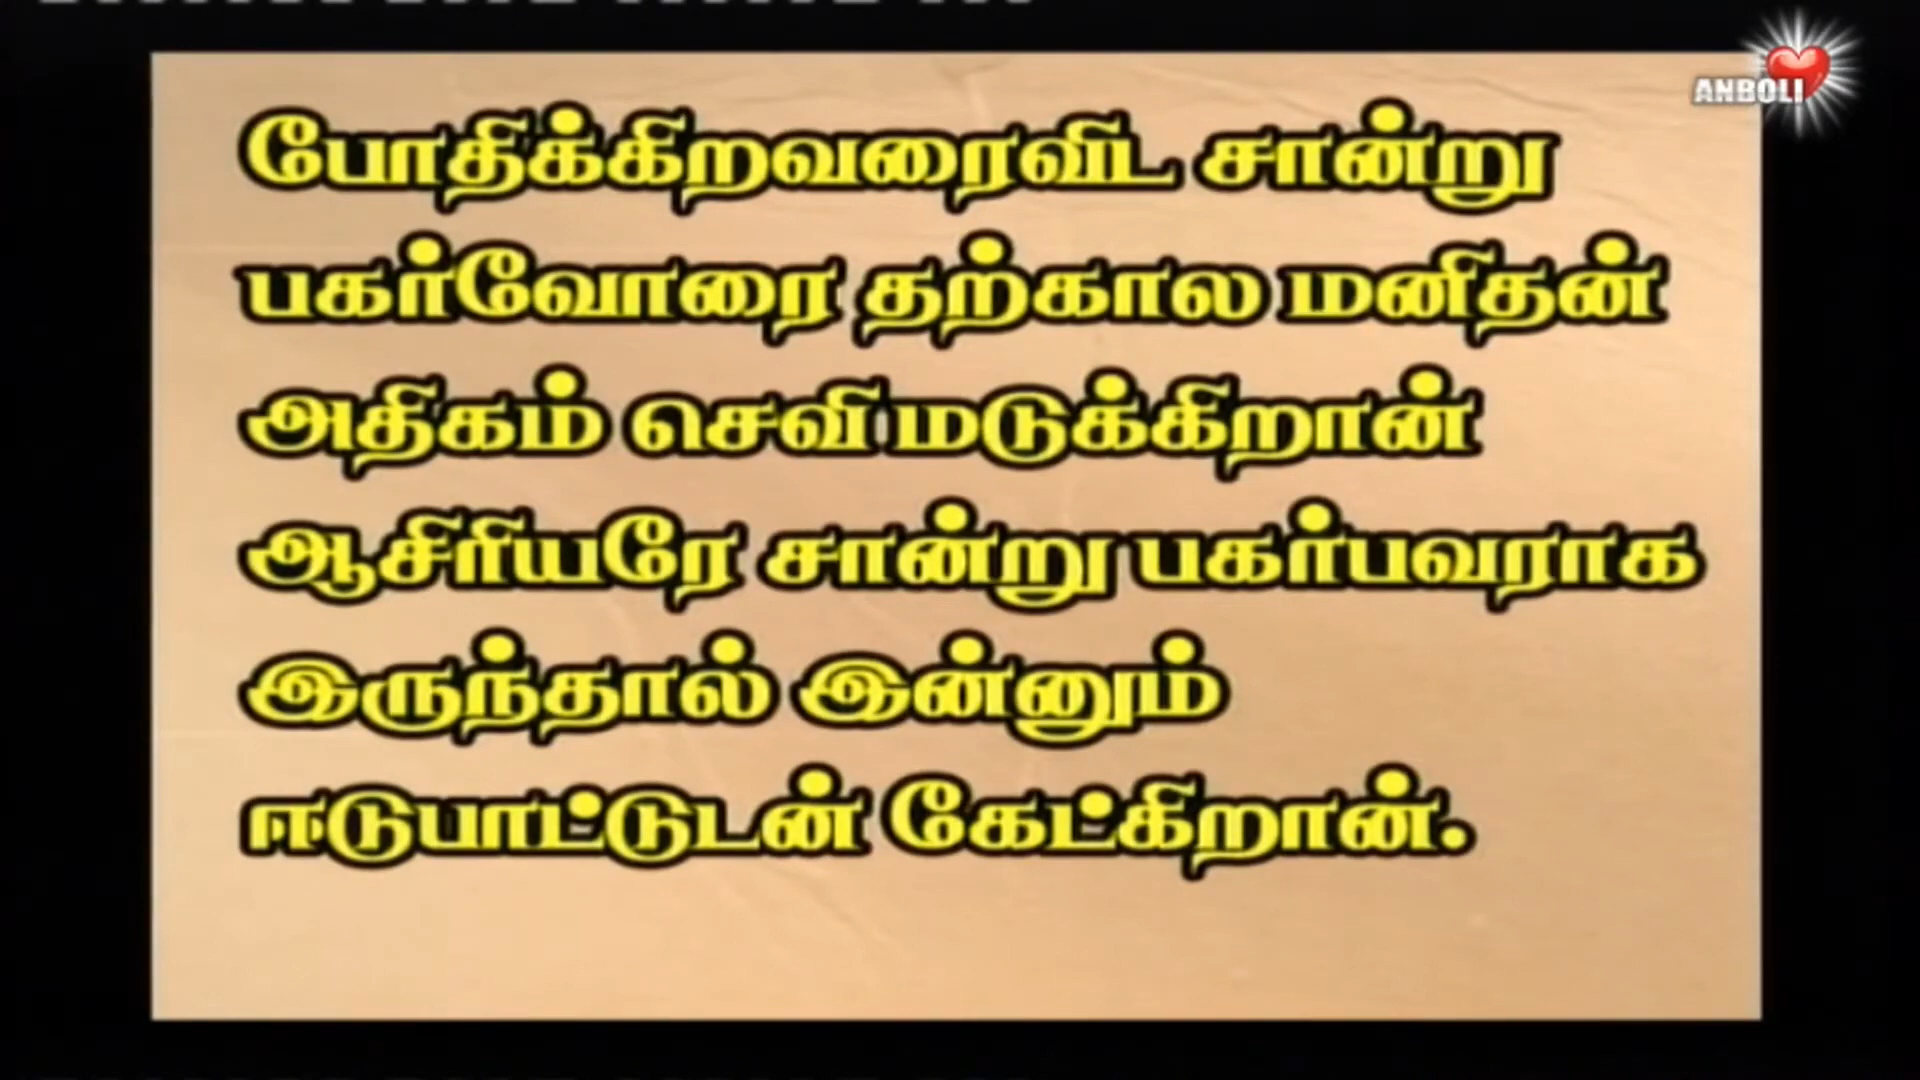 ANBOLI
போதிக்கிறவரைவிட சான்று
பகர்வோரை தற்கால மனிதன்
அதிகம் செவி மடுக்கிறான்
ஆசிரியரே சான்று பகர்பவராக
இருந்தால் இன்னும்
ஈடுபாட்டுடன் கேட்கிறான்.